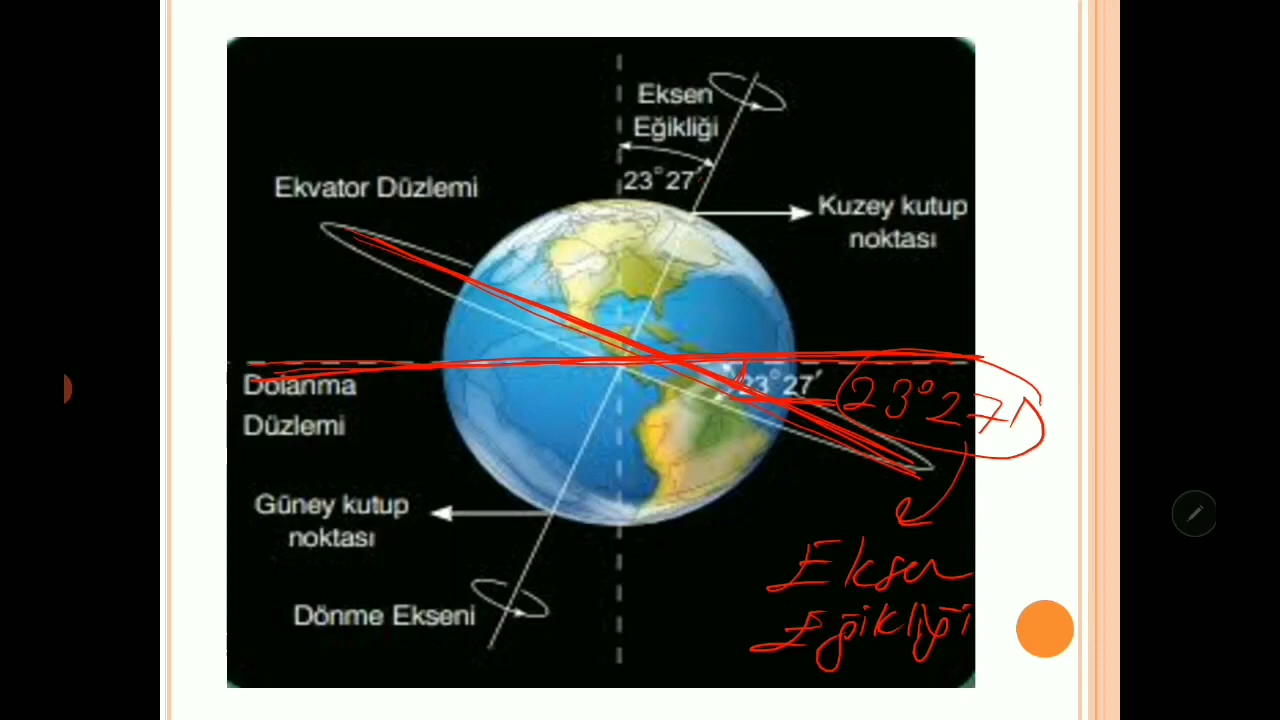 Eksen
Eğikliği
23°27′
Ekvator Düzlemi
Kuzey kutup
noktası
Dolanma
Düzlemi
23°27′
23°27′
Güney kutup
noktası
Eksen
Eğikliği
Dönme Ekseni